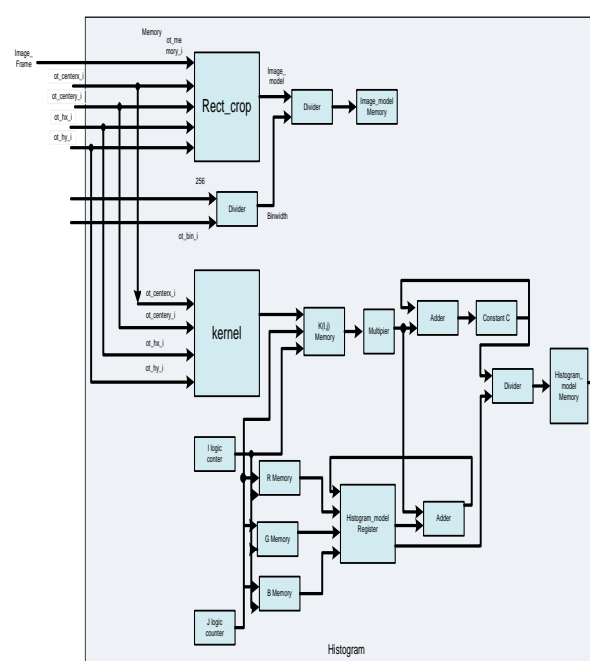 Memory
ot_me
mory_i
Image_
Frame
ot_centerx_i
ot_centery_i
ot_hx_i
ot_hy_i
Rect_crop
Image_
model
Divider
Image_model
Memory
256
Divider
Binwidth
ot_bin_i
ot_centerx_i
ot_centery_i
ot_hx_i
ot_hy_i
kernel
K(I,j)
Memory
Multipier
Adder
Constant C
Divider
Histogram_
model
Memory
I logic
conter
R Memory
G Memory
B Memory
Histogram_model
Register
Adder
J logic
counter
Histogram